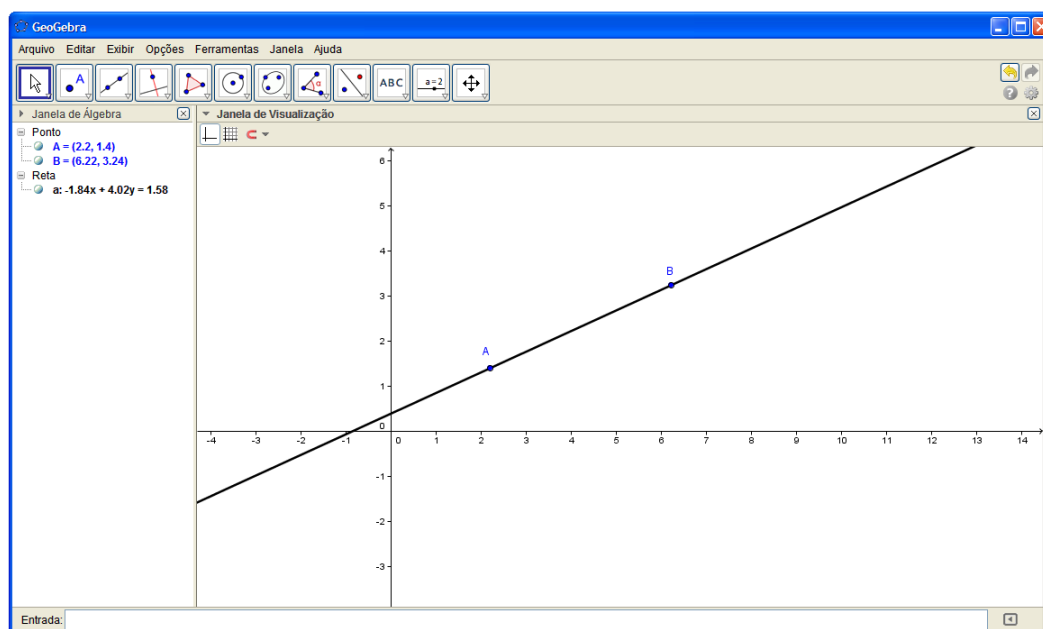 GeoGebra
Arquivo Editar Exibir Opções Ferramentas Janela Ajuda
A α ABC a=2
Janela de Álgebra
Janela de Visualização
Ponto
A = (2.2, 1.4)
B = (6.22, 3.24)
Reta
a: -1.84x + 4.02y = 1.58
6
5
4
B
3
2
A
1
0
-4 -3 -2 -1 0 1 2 3 4 5 6 7 8 9 10 11 12 13 14
-1
-2
-3
Entrada: